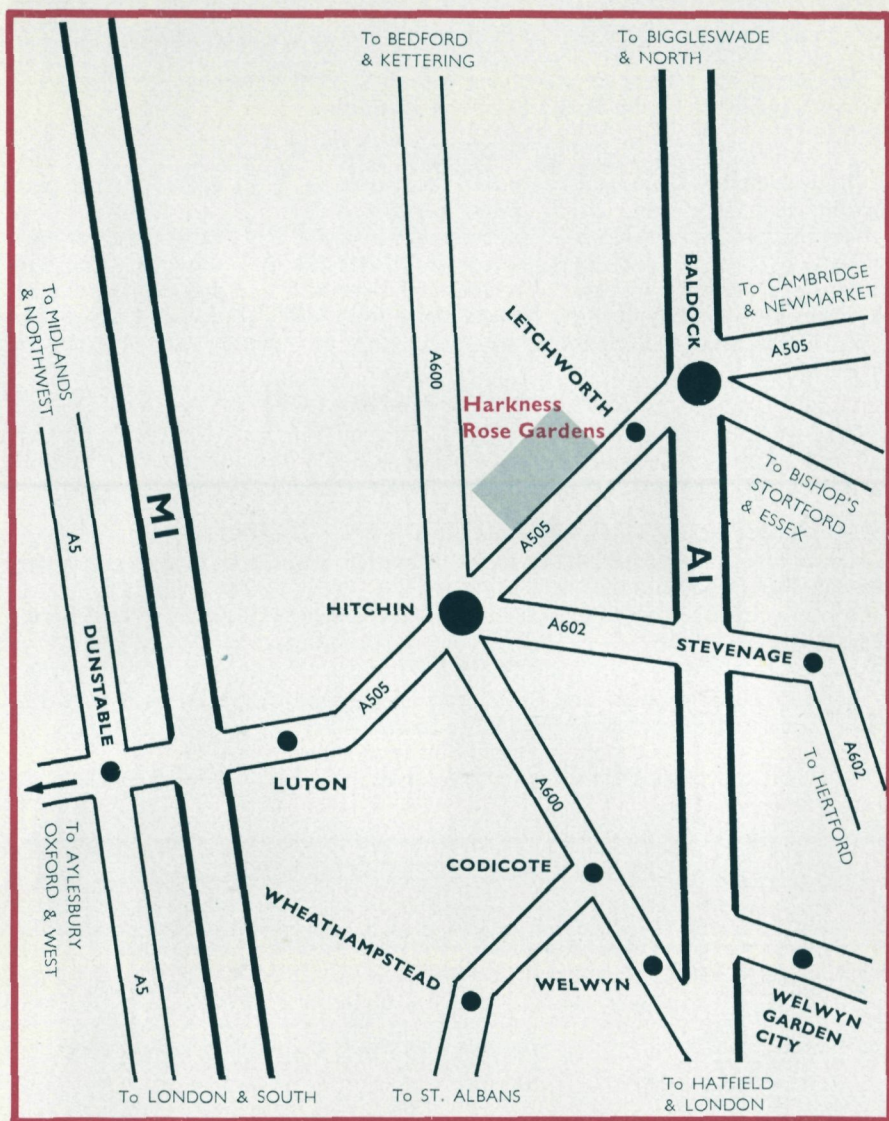 To BEDFORD
& KETTERING
To BIGGLESWADE
& NORTH
To MIDLANDS
& NORTHWEST
MI
A5
A600
LETCHWORTH
BALDOCK
To CAMBRIDGE
& NEWMARKET
A505
Harkness
Rose Gardens
A505
To BISHOP'S
STORTFORD
& ESSEX
AI
HITCHIN
A602
STEVENAGE
DUNSTABLE
A505
LUTON
A602
To HERTFORD
A600
CODICOTE
To AYLESBURY
OXFORD & WEST
WHEATHAMPSTEAD
A5
WELWYN
WELWYN
GARDEN
CITY
To LONDON & SOUTH
To ST. ALBANS
To HATFIELD
& LONDON